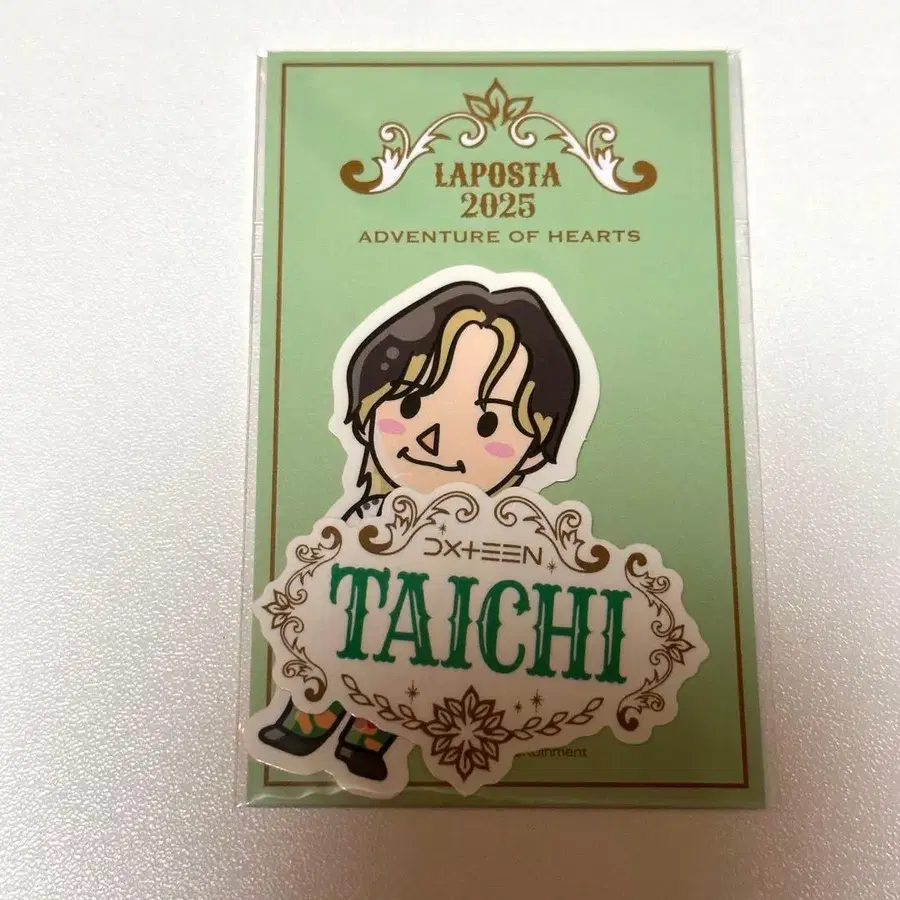 LAPOSTA
2025
ADVENTURE OF HEARTS
DXTEEN
TAICHI